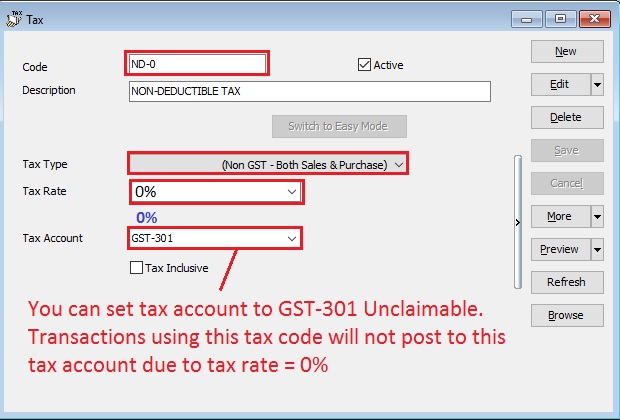 TAX
Tax
Code
ND-0
Active
New
Description
NON-DEDUCTIBLE TAX
Edit
Switch to Easy Mode
Delete
Tax Type
(Non GST - Both Sales & Purchase)
Save
Tax Rate
0%
Cancel
0%
More
Tax Account
GST-301
Preview
Tax Inclusive
Refresh
You can set tax account to GST-301 Unclaimable.
Browse
Transactions using this tax code will not post to this
tax account due to tax rate = 0%